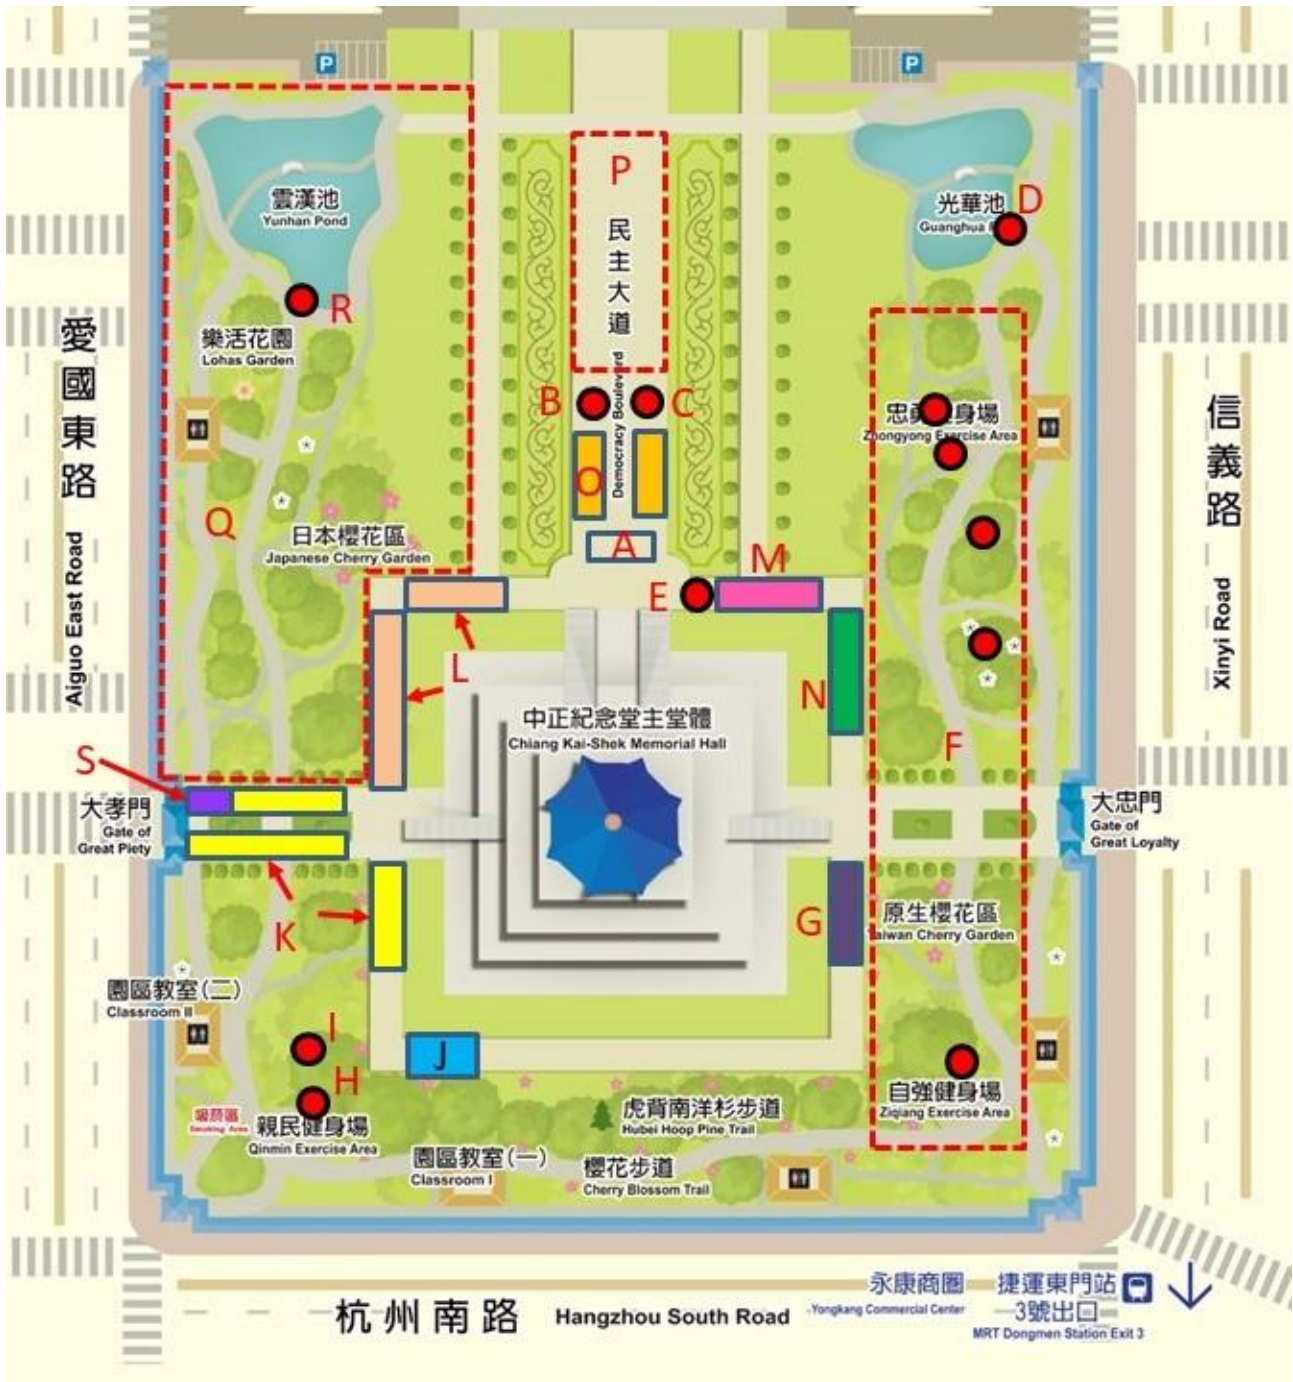 P
P
P
雲漢池
Yunhan Pond
光華池
Guanghua
D
民主大道
Democracy Boulevard
R
樂活花園
Lohas Garden
愛國東路
Aiguo East Road
信義路
Xinyi Road
B
C
忠勇健身場
Zhongyong Exercise Area
O
A
Q
日本櫻花區
Japanese Cherry Garden
E
M
L
N
F
中正紀念堂主堂體
Chiang Kai-Shek Memorial Hall
S
大孝門
Gate of
Great Piety
大忠門
Gate of
Great Loyalty
K
G
原生櫻花區
Taiwan Cherry Garden
園區教室(二)
Classroom II
I
J
H
吸菸區
Smoking Area
親民健身場
Qinmin Exercise Area
自強健身場
Ziqiang Exercise Area
虎背南洋杉步道
Hubei Hoop Pine Trail
園區教室(一)
Classroom I
櫻花步道
Cherry Blossom Trail
杭州南路 Hangzhou South Road
永康商圈
Yongkang Commercial Center
捷運東門站
3號出口
MRT Dongmen Station Exit 3